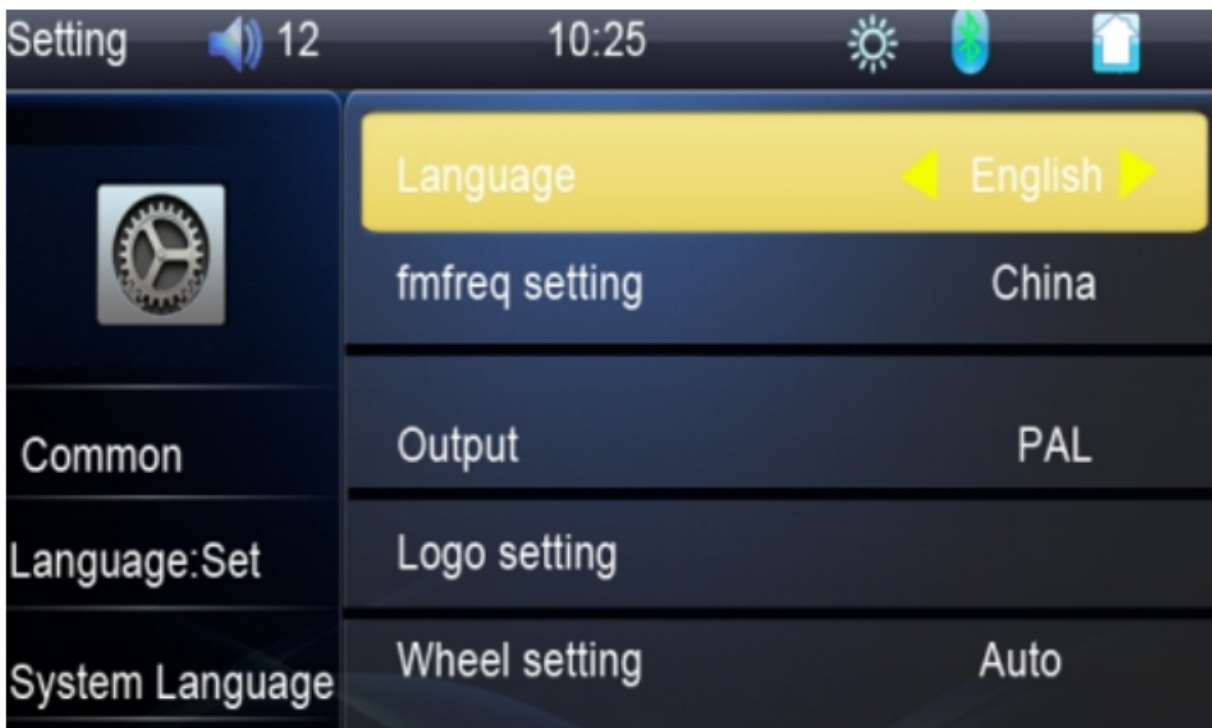 Setting 12 10:25
Language English
fmfreq setting China
Common
Output PAL
Language:Set
Logo setting
System Language
Wheel setting Auto